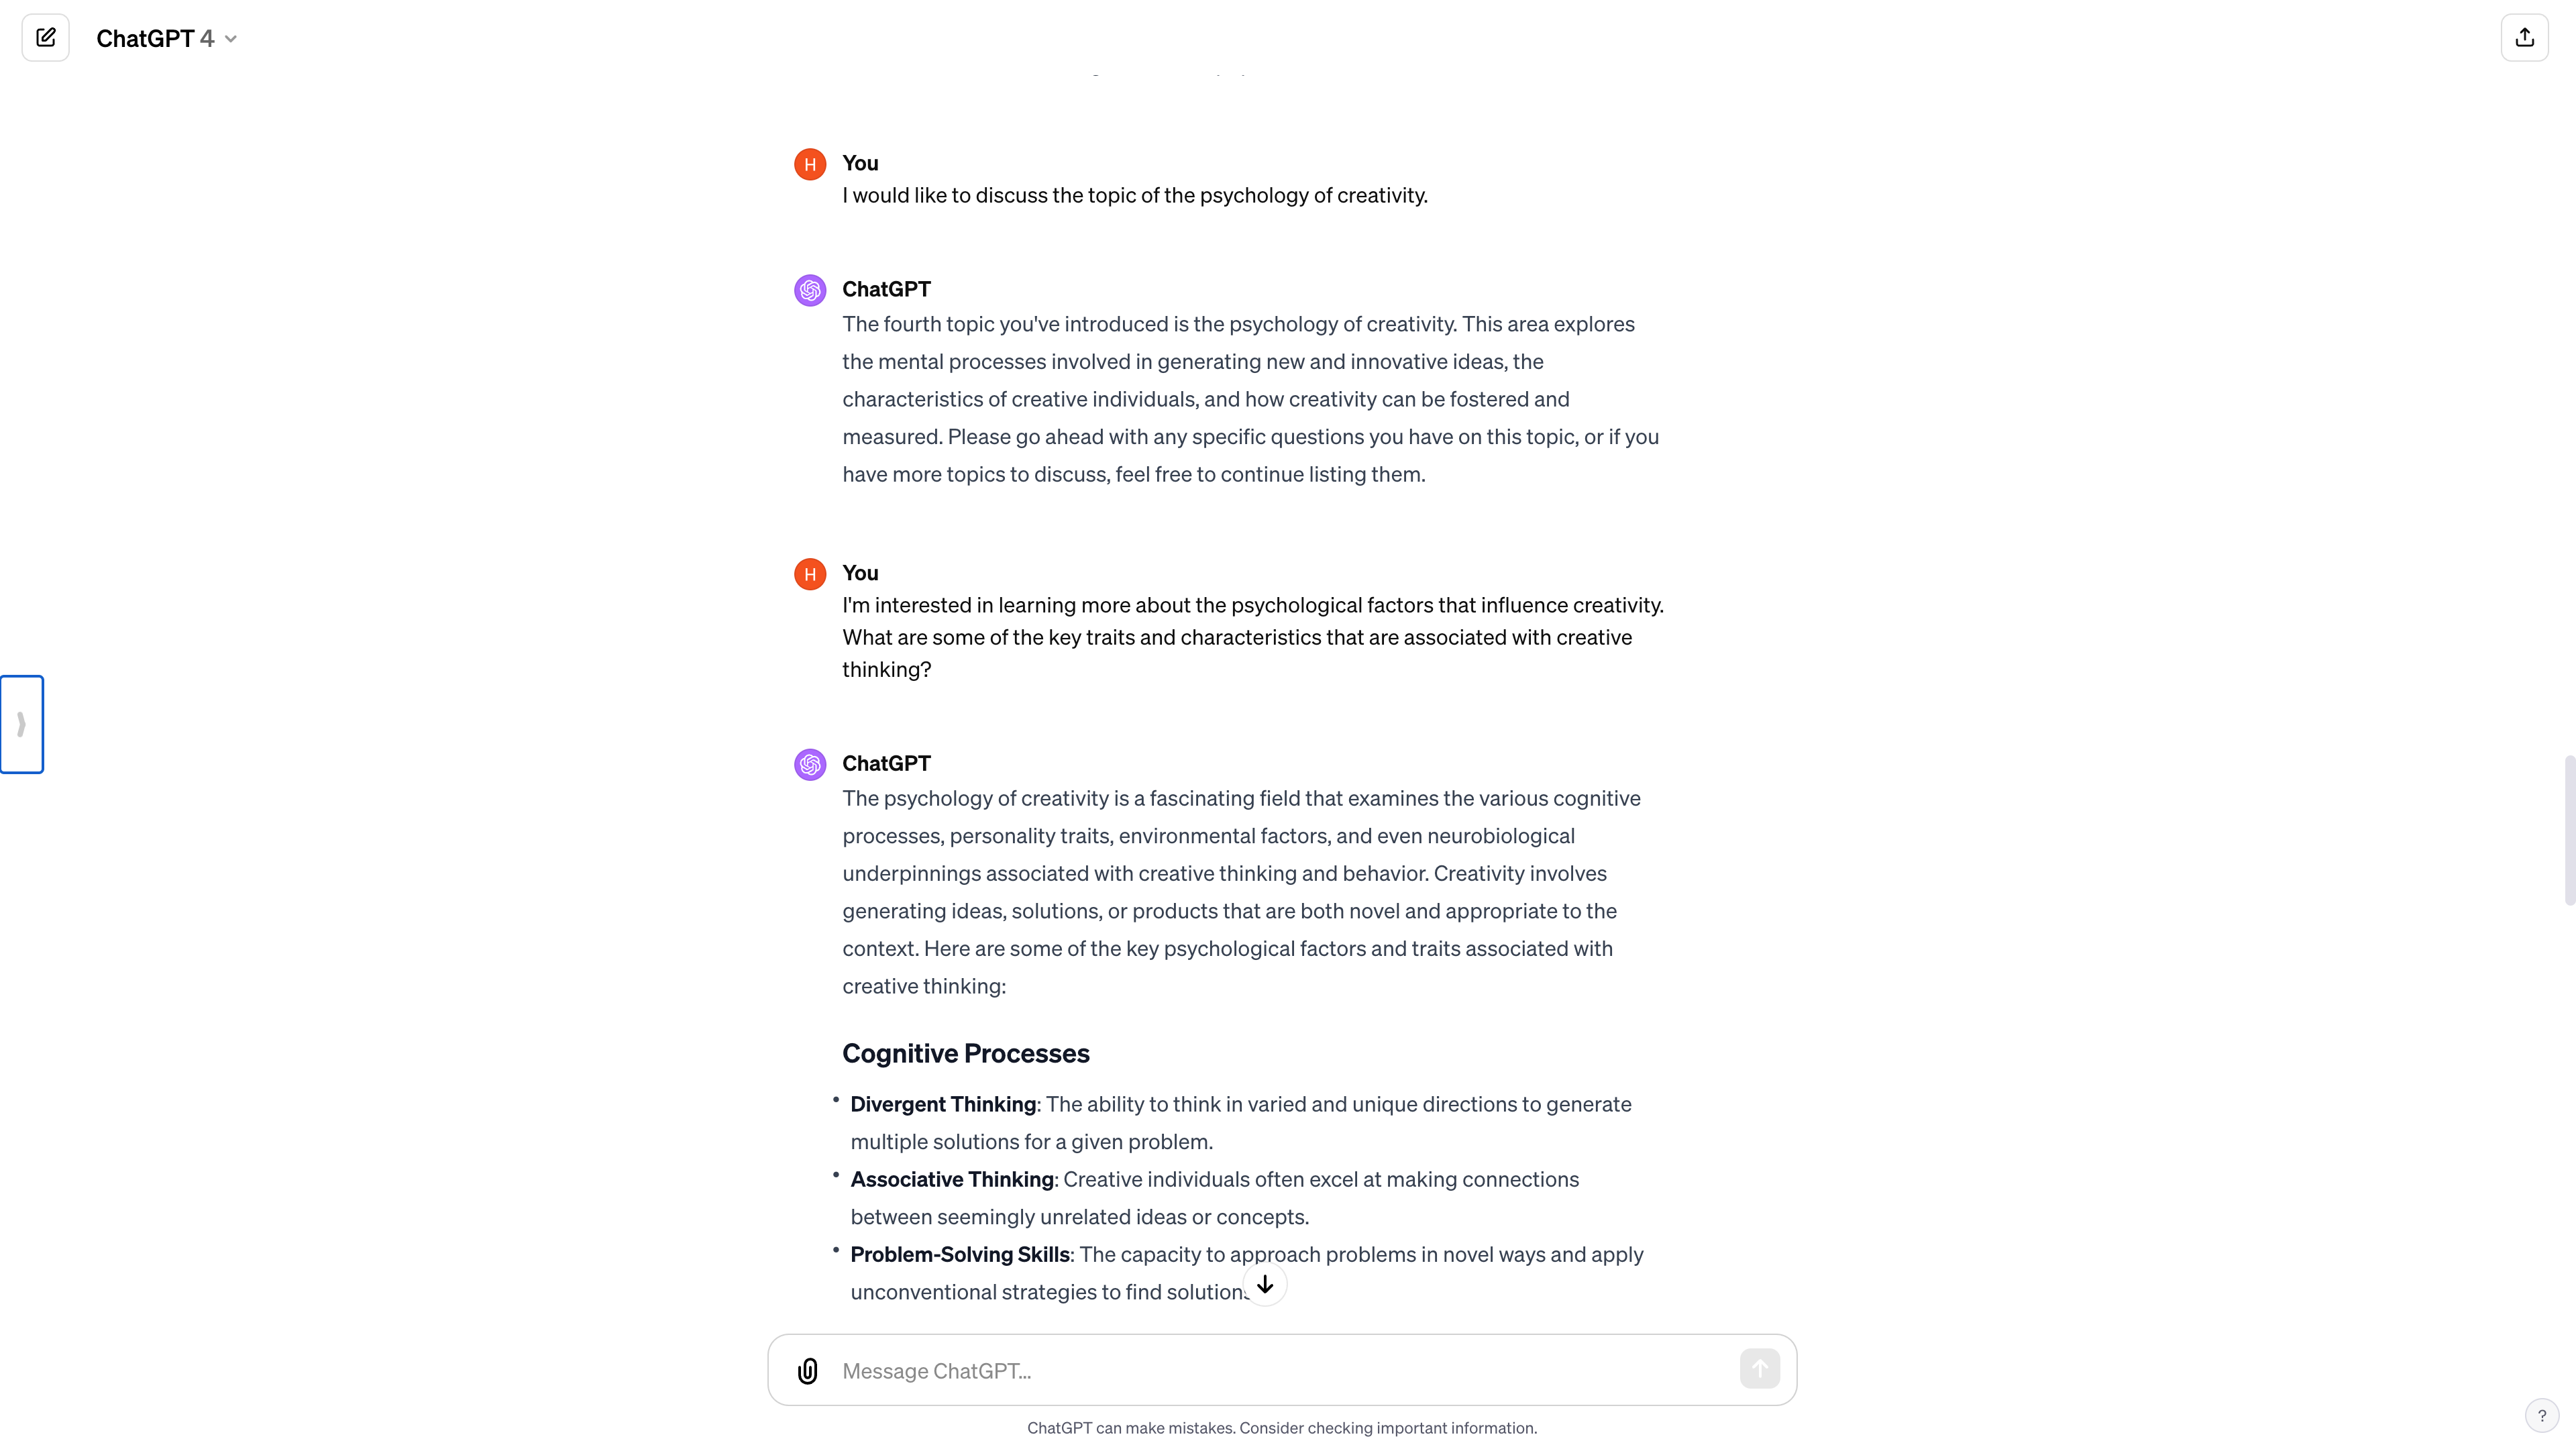 ChatGPT 4
H
You
I would like to discuss the topic of the psychology of creativity.
ChatGPT
The fourth topic you've introduced is the psychology of creativity. This area explores
the mental processes involved in generating new and innovative ideas, the
characteristics of creative individuals, and how creativity can be fostered and
measured. Please go ahead with any specific questions you have on this topic, or if you
have more topics to discuss, feel free to continue listing them.
H
You
I'm interested in learning more about the psychological factors that influence creativity.
What are some of the key traits and characteristics that are associated with creative
thinking?
ChatGPT
The psychology of creativity is a fascinating field that examines the various cognitive
processes, personality traits, environmental factors, and even neurobiological
underpinnings associated with creative thinking and behavior. Creativity involves
generating ideas, solutions, or products that are both novel and appropriate to the
context. Here are some of the key psychological factors and traits associated with
creative thinking:
Cognitive Processes
• Divergent Thinking: The ability to think in varied and unique directions to generate
multiple solutions for a given problem.
• Associative Thinking: Creative individuals often excel at making connections
between seemingly unrelated ideas or concepts.
• Problem-Solving Skills: The capacity to approach problems in novel ways and apply
unconventional strategies to find solutions
Message ChatGPT...
ChatGPT can make mistakes. Consider checking important information.
?